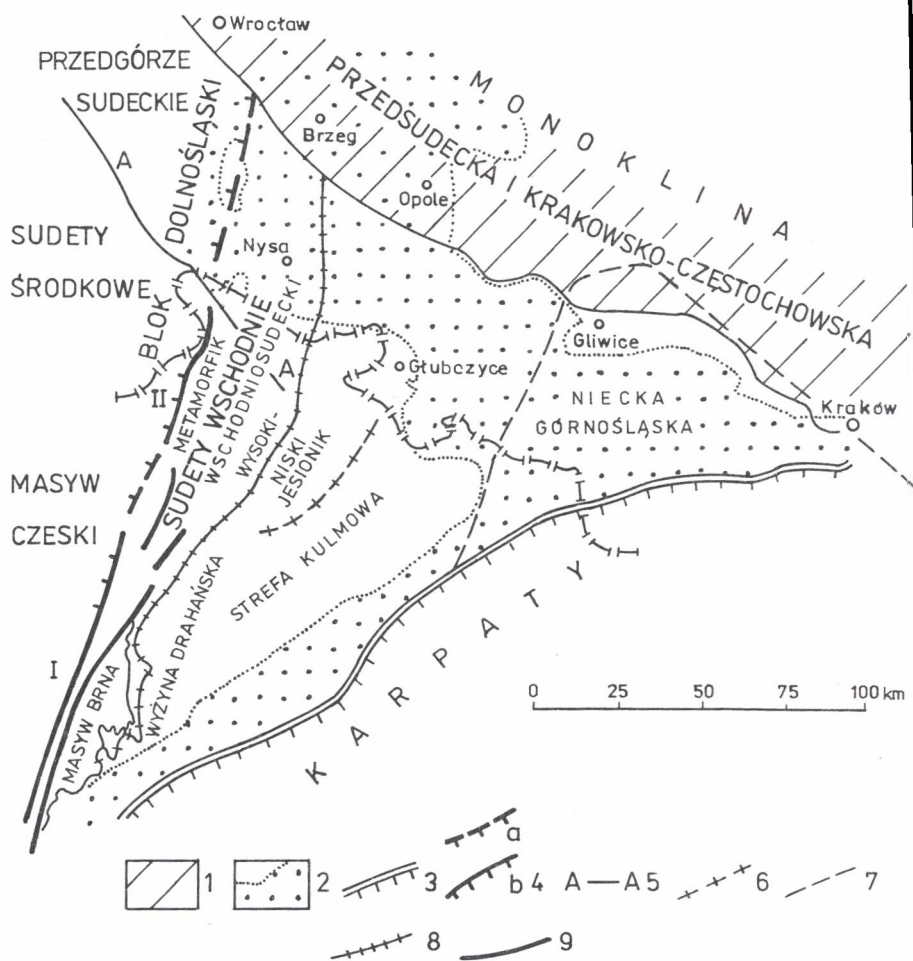 Wrocław
PRZEDGÓRZE
SUDECKIE
MONOKLINA
PRZEDSUDECKA I KRAKOWSKO-CZĘSTOCHOWSKA
DOLNOŚLĄSKI
BLOK
Brzeg
A
Opole
SUDETY
ŚRODKOWE
Nysa
Gliwice
Głubczyce
Kraków
NIECKA
GÓRNOŚLĄSKA
II
METAMORFIK
WSCHODNIOSUDECKI
SUDETY WSCHODNIE
A
WYSOKI-
NISKI
JESIONIK
MASYW
CZESKI
STREFA KULMOWA
WYŻYNA DRAHAŃSKA
I
MASYW BRNA
KARPATY
0 25 50 75 100 km
a
1 2 3 b 4 A—A 5 6 7
8 9